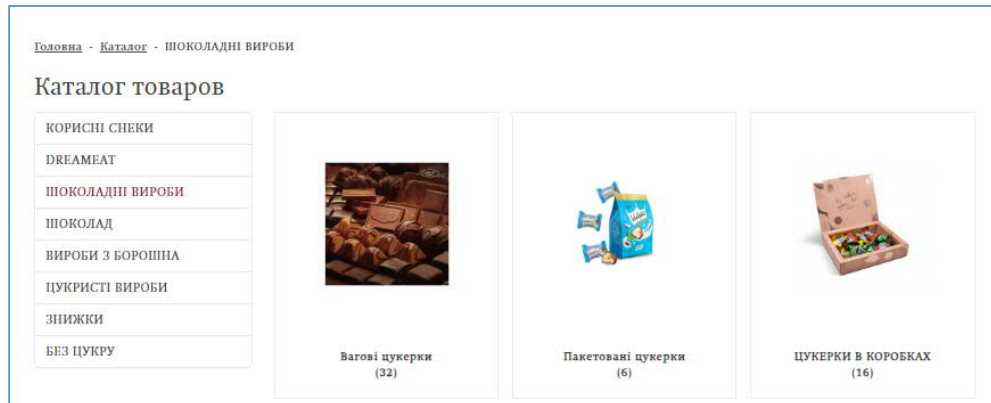 Головна - Каталог - ШОКОЛАДНІ ВИРОБИ
Каталог товаров
КОРИСНІ СНЕКИ
DREAMEAT
ШОКОЛАДНІ ВИРОБИ
ШОКОЛАД
ВИРОБИ З БОРОШНА
ЦУКРИСТІ ВИРОБИ
ЗНИЖКИ
БЕЗ ЦУКРУ
Вагові цукерки
(32)
Пакетовані цукерки
(6)
ЦУКЕРКИ В КОРОБКАХ
(16)